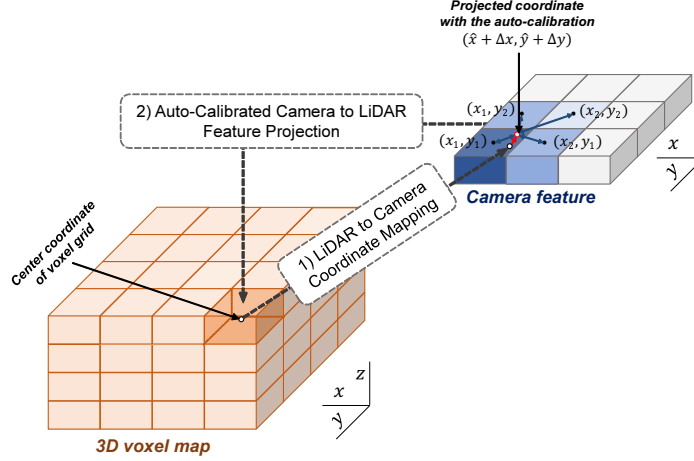 Projected coordinate
with the auto-calibration
(x̂ + Δx, ŷ + Δy)
2) Auto-Calibrated Camera to LiDAR
Feature Projection
(x₁, y₂)
(x₂, y₂)
(x₁, y₁)
(x₂, y₁)
x
y
Camera feature
1) LiDAR to Camera
Coordinate Mapping
Center coordinate
of voxel grid
z
x
y
3D voxel map